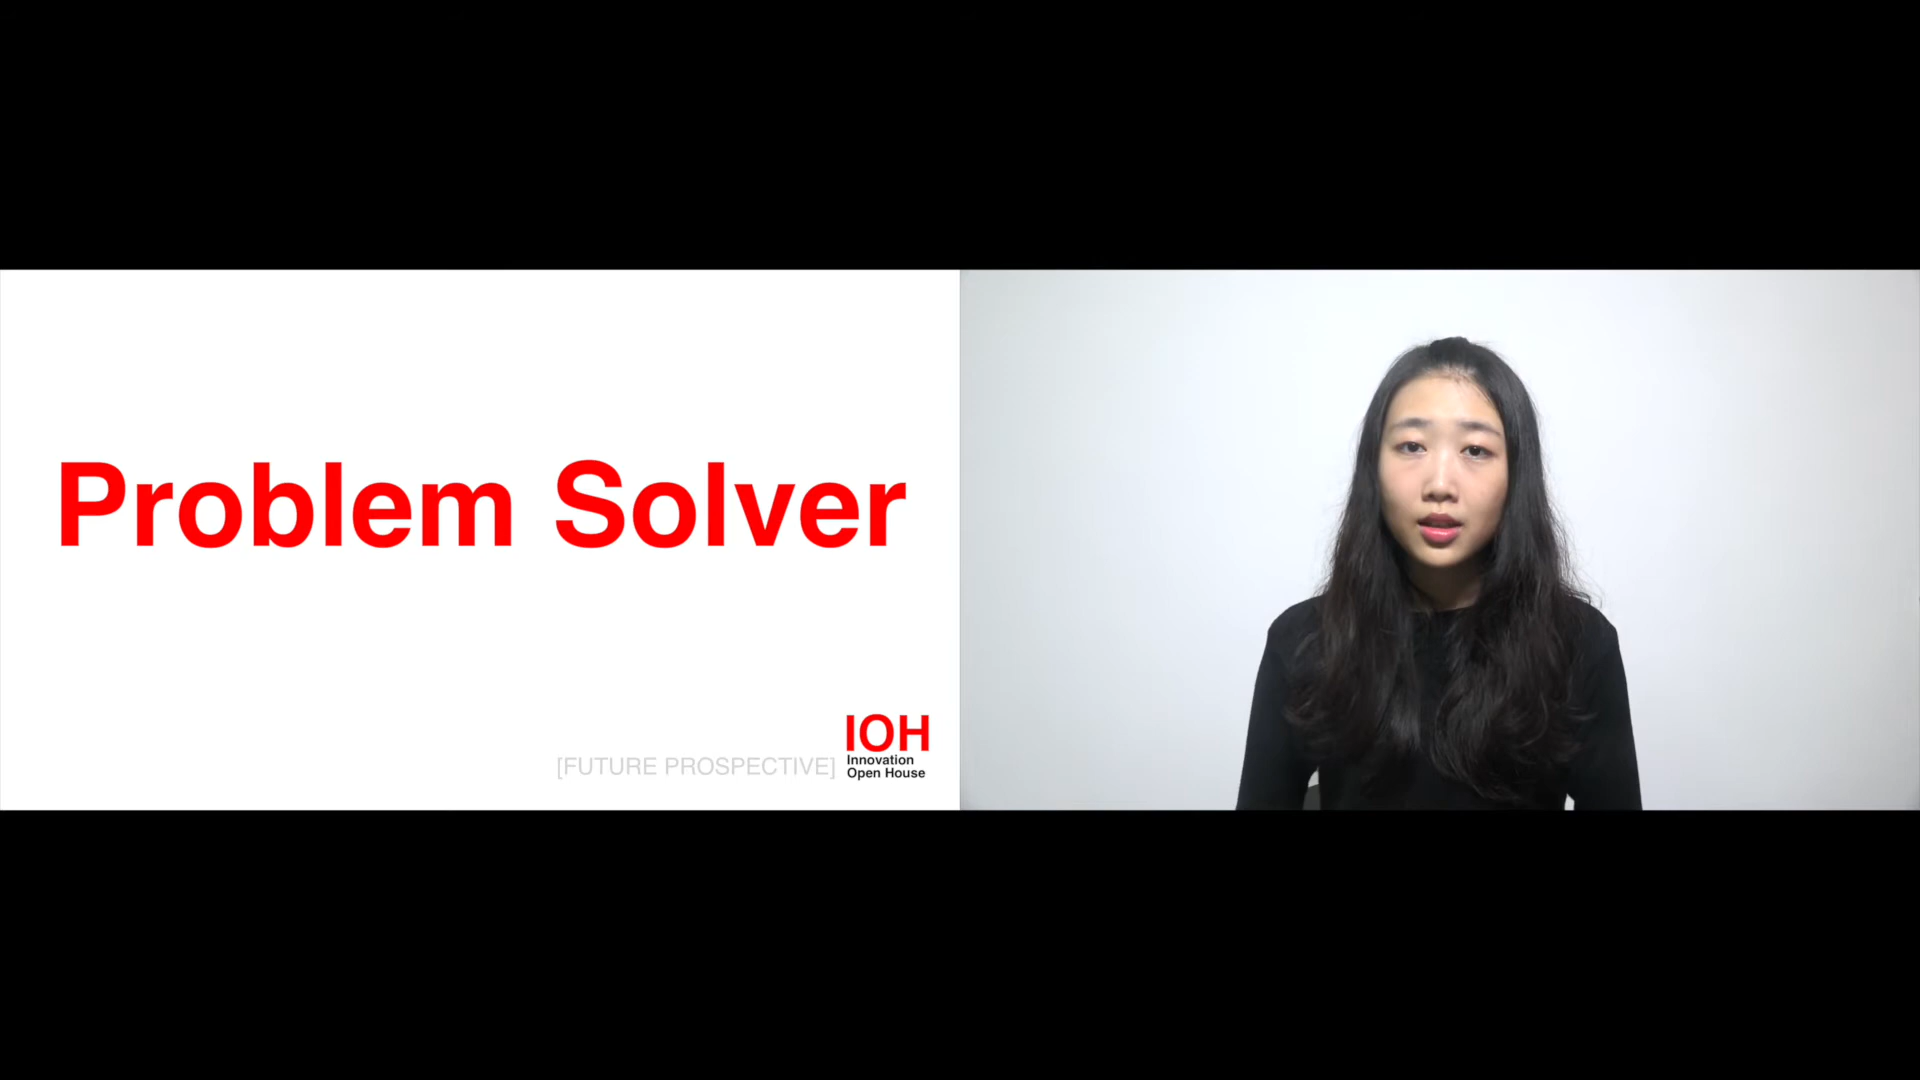 Problem Solver
[FUTURE PROSPECTIVE]
IOH
Innovation
Open House